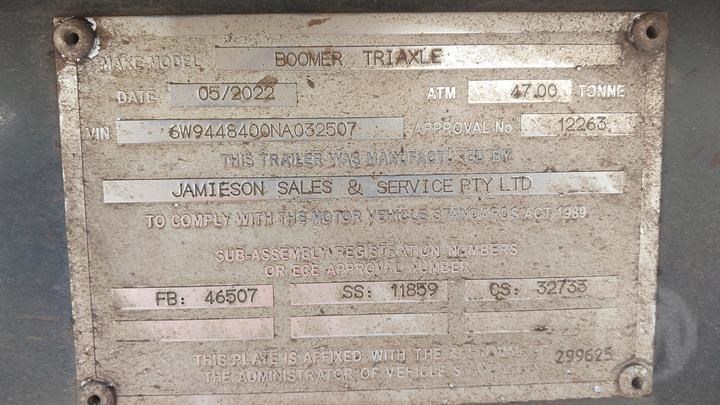 MAKE-MODEL BOOMER TRIAXLE
DATE 05/2022 ATM 47.00 TONNE
VIN 6W9448400NA032507 APPROVAL No 12263
THIS TRAILER WAS MANUFACTURED BY
JAMIESON SALES & SERVICE PTY LTD
TO COMPLY WITH THE MOTOR VEHICLE STANDARDS ACT 1989
SUB-ASSEMBLY REGISTRATION NUMBERS
OR ECE APPROVAL NUMBER
FB: 46507 SS: 11859 CS: 32733
THIS PLATE IS AFFIXED WITH THE APPROVAL 299625
THE ADMINISTRATOR OF VEHICLE